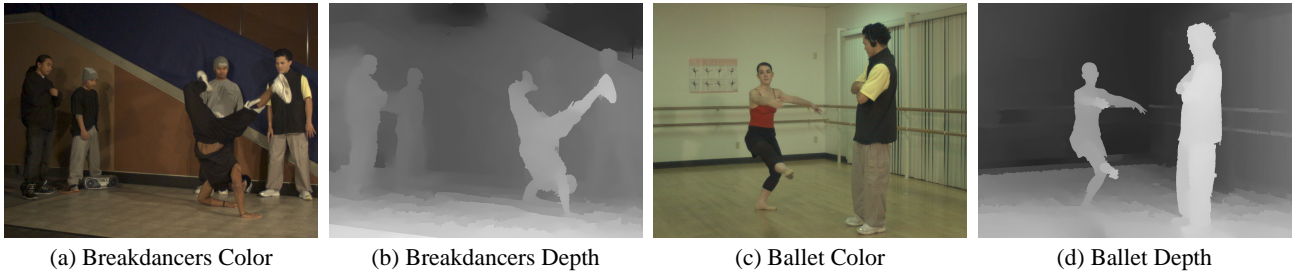 (a) Breakdancers Color
(b) Breakdancers Depth
(c) Ballet Color
(d) Ballet Depth